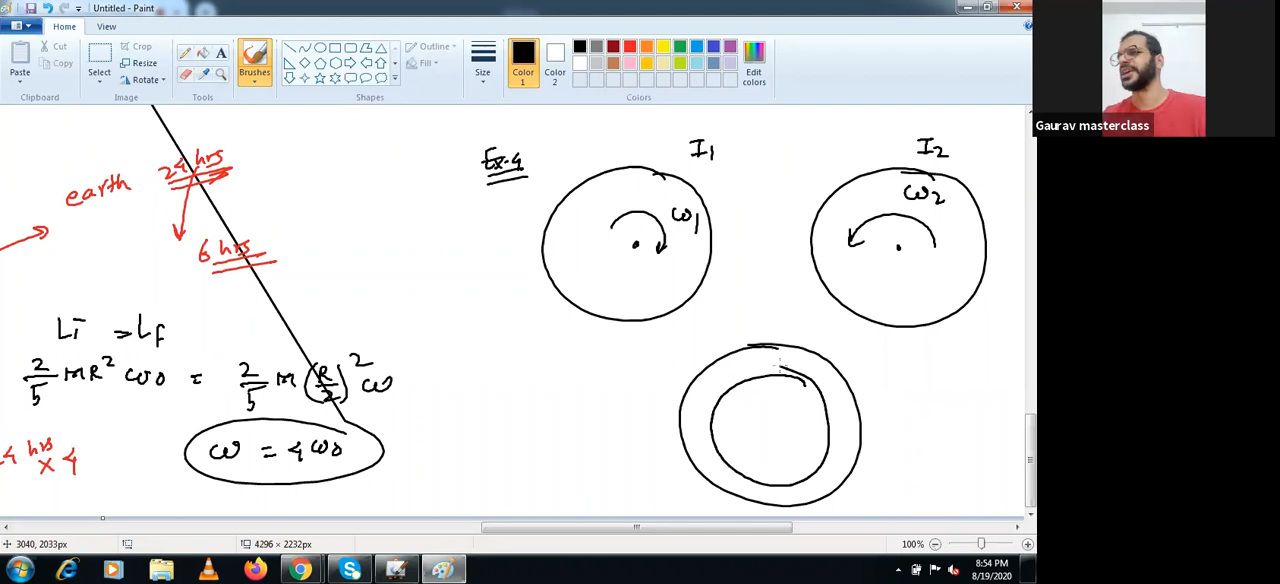 Untitled - Paint
Home View
Paste
Cut
Copy
Clipboard
Select
Crop
Resize
Rotate
Image
A
Tools
Brushes
Outline
Fill
Shapes
Size
Color 1
Color 2
Edit colors
Colors
Gaurav masterclass
earth
24 hrs
6 hrs
Li = Lf
2/5 MR² ω0 = 2/5 M (R/2)² ω
ω = 4ω0
4 hrs × 4
Ex-4
I1
ω1
I2
ω2
3040, 2033px
4296 × 2232px
100%
8:54 PM
8/19/2020